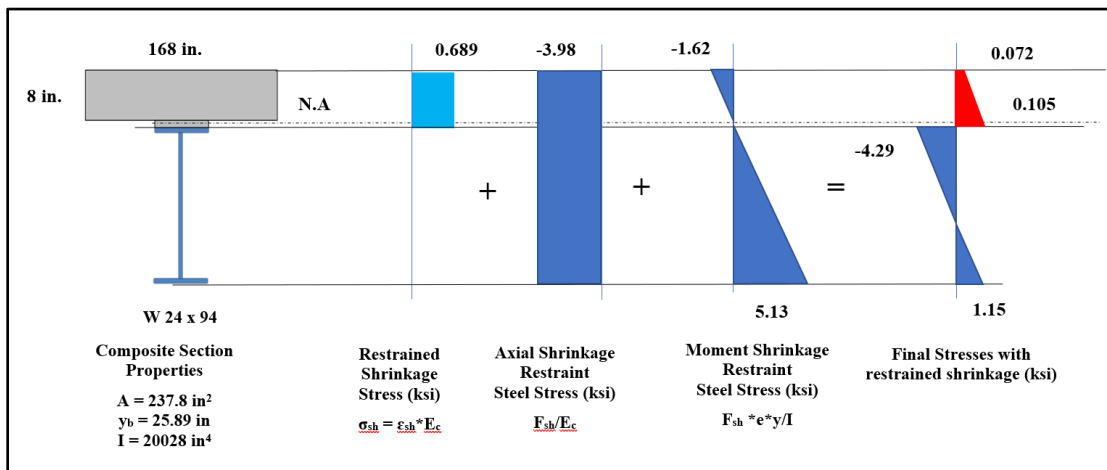 168 in.
0.689
-3.98
-1.62
0.072
8 in.
N.A
0.105
-4.29
+
+
=
W 24 x 94
5.13
1.15
Composite Section
Properties
A = 237.8 in²
yb = 25.89 in
I = 20028 in⁴
Restrained
Shrinkage
Stress (ksi)
σsh = εsh*Ec
Axial Shrinkage
Restraint
Steel Stress (ksi)
Fsh/Ec
Moment Shrinkage
Restraint
Steel Stress (ksi)
Fsh *e*y/I
Final Stresses with
restrained shrinkage (ksi)